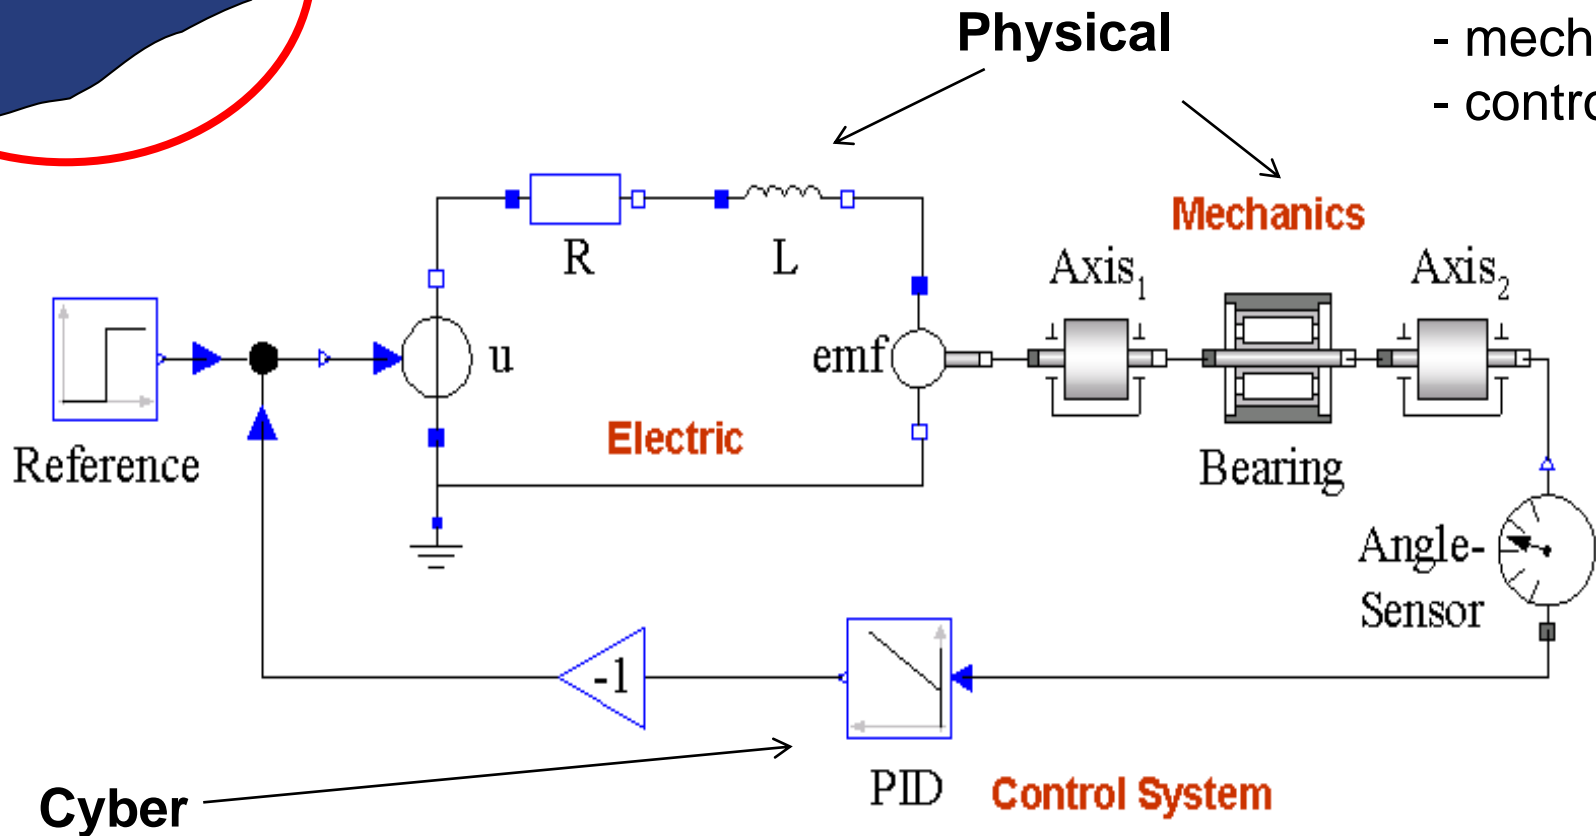 Physical
- mech
- contro
Mechanics
R
L
Axis₁
Axis₂
u
emf
Electric
Reference
Bearing
Angle-
Sensor
-1
PID
Control System
Cyber